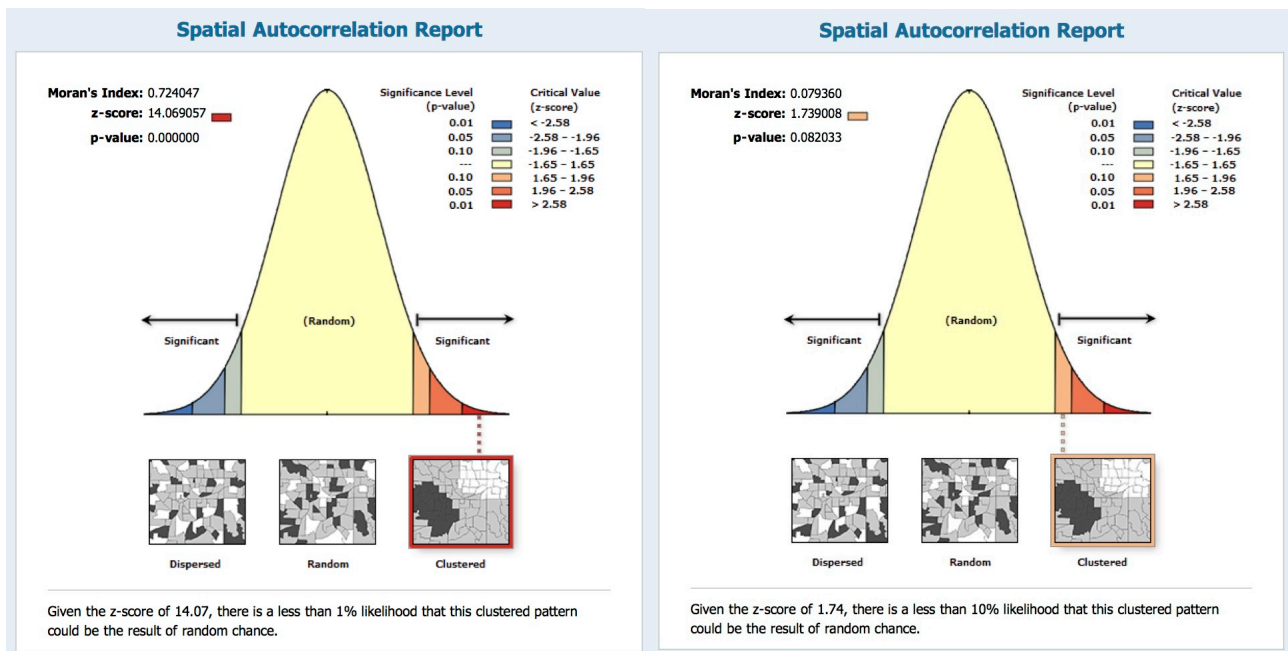 Spatial Autocorrelation Report
Moran's Index: 0.724047
z-score: 14.069057
p-value: 0.000000
Significance Level Critical Value
(p-value) (z-score)
0.01 < -2.58
0.05 -2.58 – -1.96
0.10 -1.96 – -1.65
--- -1.65 – 1.65
0.10 1.65 – 1.96
0.05 1.96 – 2.58
0.01 > 2.58
(Random)
Significant Significant
Dispersed Random Clustered
Given the z-score of 14.07, there is a less than 1% likelihood that this clustered pattern
could be the result of random chance.
Spatial Autocorrelation Report
Moran's Index: 0.079360
z-score: 1.739008
p-value: 0.082033
Significance Level Critical Value
(p-value) (z-score)
0.01 < -2.58
0.05 -2.58 – -1.96
0.10 -1.96 – -1.65
--- -1.65 – 1.65
0.10 1.65 – 1.96
0.05 1.96 – 2.58
0.01 > 2.58
(Random)
Significant Significant
Dispersed Random Clustered
Given the z-score of 1.74, there is a less than 10% likelihood that this clustered pattern
could be the result of random chance.